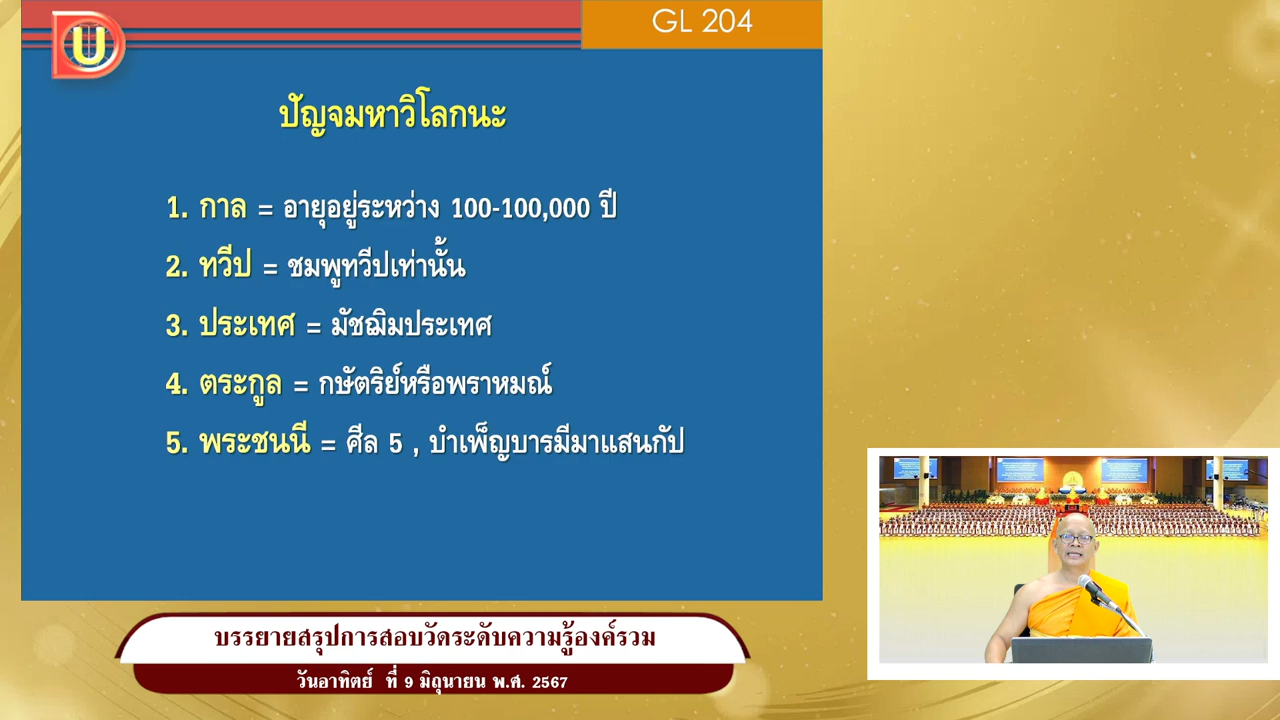 GL 204
U
ปัญจมหาวิโลกนะ
1. กาล = อายุอยู่ระหว่าง 100-100,000 ปี
2. ทวีป = ชมพูทวีปเท่านั้น
3. ประเทศ = มัชฌิมประเทศ
4. ตระกูล = กษัตริย์หรือพราหมณ์
5. พระชนนี = ศีล 5 , บำเพ็ญบารมีมาแสนกัป
บรรยายสรุปการสอบวัดระดับความรู้องค์รวม
วันอาทิตย์ ที่ 9 มิถุนายน พ.ศ. 2567